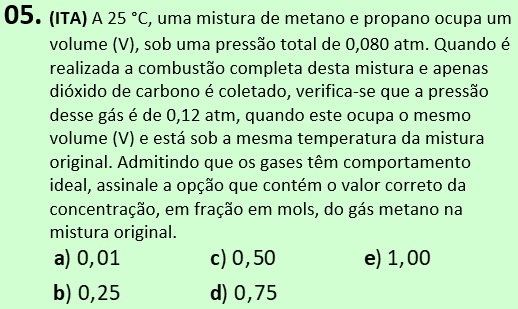 05. (ITA) A 25 °C, uma mistura de metano e propano ocupa um
volume (V), sob uma pressão total de 0,080 atm. Quando é
realizada a combustão completa desta mistura e apenas
dióxido de carbono é coletado, verifica-se que a pressão
desse gás é de 0,12 atm, quando este ocupa o mesmo
volume (V) e está sob a mesma temperatura da mistura
original. Admitindo que os gases têm comportamento
ideal, assinale a opção que contém o valor correto da
concentração, em fração em mols, do gás metano na
mistura original.
a) 0,01 c) 0,50 e) 1,00
b) 0,25 d) 0,75